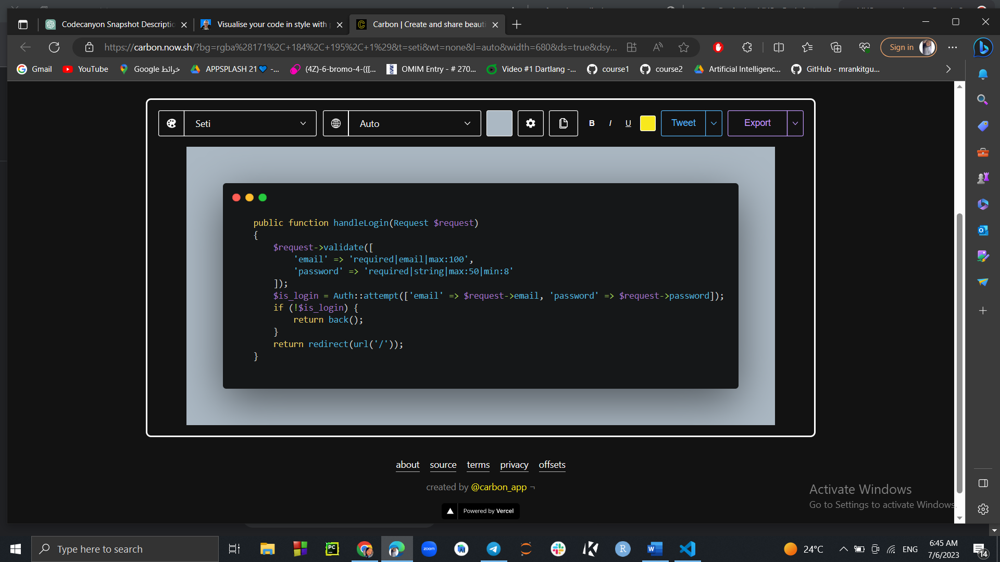 Codecanyon Snapshot Descriptio
Visualise your code in style with
Carbon | Create and share beauti
https://carbon.now.sh/?bg=rgba%28171%2C+184%2C+195%2C+1%29&t=seti&wt=none&l=auto&width=680&ds=true&dsy...
Sign in
Gmail
YouTube
Google خرائط
APPSPLASH 21💙 -...
(4Z)-6-bromo-4-({[...
OMIM Entry - # 270...
Video #1 Dartlang -...
course1
course2
Artificial Intelligenc...
GitHub - mrankitgu...
Seti
Auto
B
I
U
Tweet
Export
public function handleLogin(Request $request)
{
    $request->validate([
        'email' => 'required|email|max:100',
        'password' => 'required|string|max:50|min:8'
    ]);
    $is_login = Auth::attempt(['email' => $request->email, 'password' => $request->password]);
    if (!$is_login) {
        return back();
    }
    return redirect(url('/'));
}
about source terms privacy offsets
created by @carbon_app ¬
Powered by Vercel
Activate Windows
Go to Settings to activate Windows.
Type here to search
PC
zoom
R
W
24°C
ENG
6:45 AM
7/6/2023
14